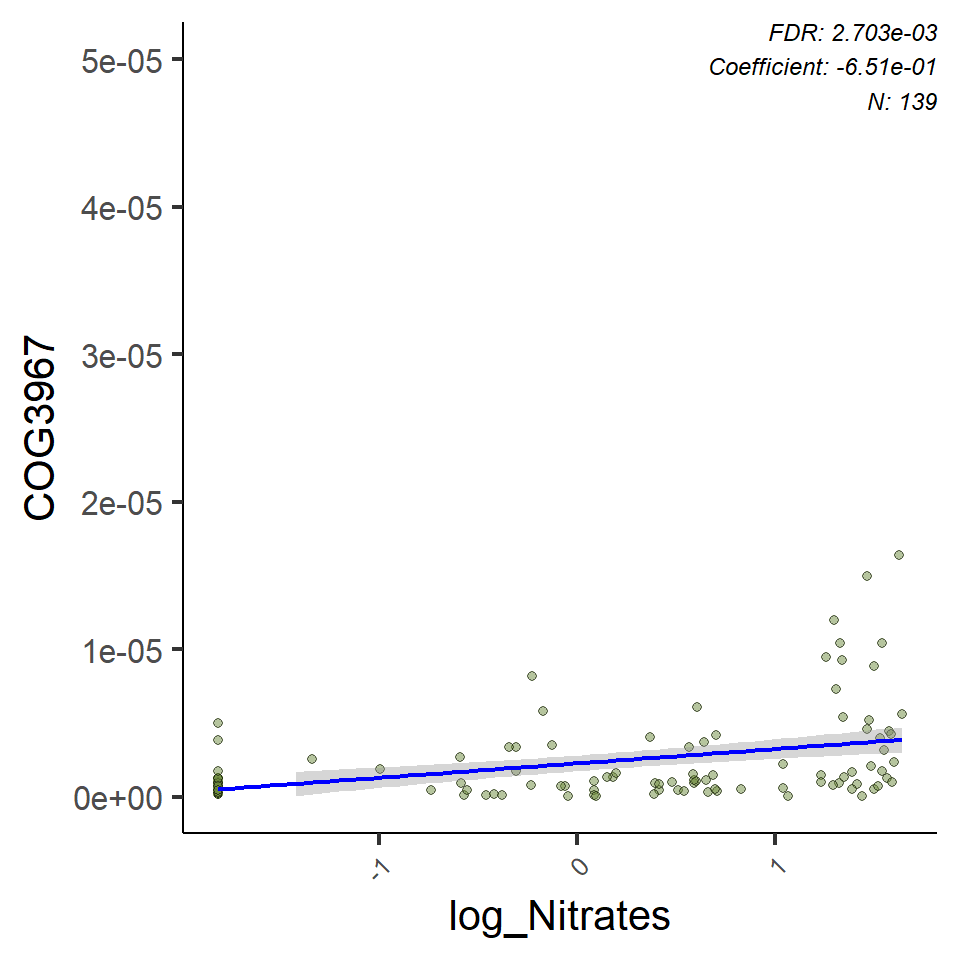 FDR: 2.703e-03
Coefficient: -6.51e-01
N: 139
5e-05
4e-05
3e-05
2e-05
1e-05
0e+00
COG3967
-1
0
1
log_Nitrates